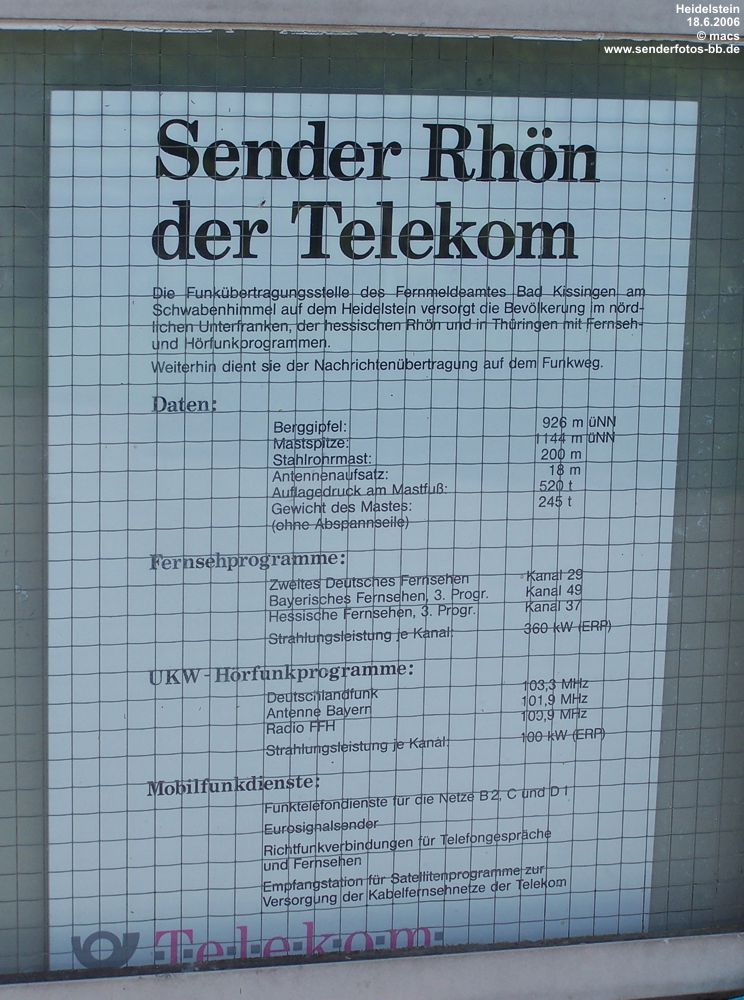 Heidelstein
18.6.2006
© macs
www.senderfotos-bb.de
Sender Rhön
der Telekom
Die Funkübertragungsstelle des Fernmeldeamtes Bad Kissingen am
Schwabenhimmel auf dem Heidelstein versorgt die Bevölkerung im nörd-
lichen Unterfranken, der hessischen Rhön und in Thüringen mit Fernseh-
und Hörfunkprogrammen.
Weiterhin dient sie der Nachrichtenübertragung auf dem Funkweg.
Daten:
Berggipfel: 926 m üNN
Mastspitze: 1144 m üNN
Stahlrohrmast: 200 m
Antennenaufsatz: 18 m
Auflagedruck am Mastfuß: 520 t
Gewicht des Mastes: 245 t
(ohne Abspannseile)
Fernsehprogramme:
Zweites Deutsches Fernsehen Kanal 29
Bayerisches Fernsehen, 3. Progr. Kanal 49
Hessische Fernsehen, 3. Progr. Kanal 37
Strahlungsleistung je Kanal: 360 kW (ERP)
UKW-Hörfunkprogramme:
Deutschlandfunk 103,3 MHz
Antenne Bayern 101,9 MHz
Radio FFH 100,9 MHz
Strahlungsleistung je Kanal: 100 kW (ERP)
Mobilfunkdienste:
Funktelefondienste für die Netze B2, C und D1
Eurosignalsender
Richtfunkverbindungen für Telefongespräche
und Fernsehen
Empfangstation für Satellitenprogramme zur
Versorgung der Kabelfernsehnetze der Telekom
Telekom